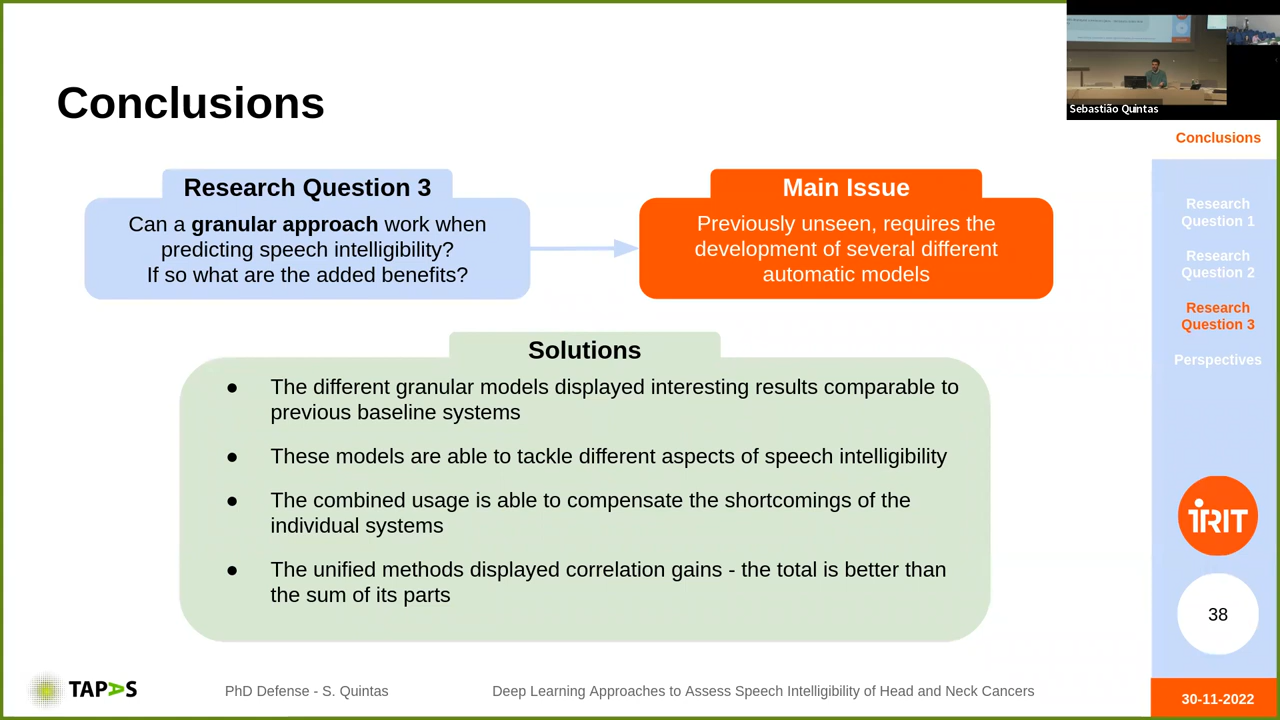 Conclusions
Sebastião Quintas
Conclusions
Research Question 3
Can a granular approach work when
predicting speech intelligibility?
If so what are the added benefits?
Main Issue
Previously unseen, requires the
development of several different
automatic models
Solutions
● The different granular models displayed interesting results comparable to
previous baseline systems
● These models are able to tackle different aspects of speech intelligibility
● The combined usage is able to compensate the shortcomings of the
individual systems
● The unified methods displayed correlation gains - the total is better than
the sum of its parts
Research
Question 1
Research
Question 2
Research
Question 3
Perspectives
iRIT
38
TAPAS
PhD Defense - S. Quintas
Deep Learning Approaches to Assess Speech Intelligibility of Head and Neck Cancers
30-11-2022